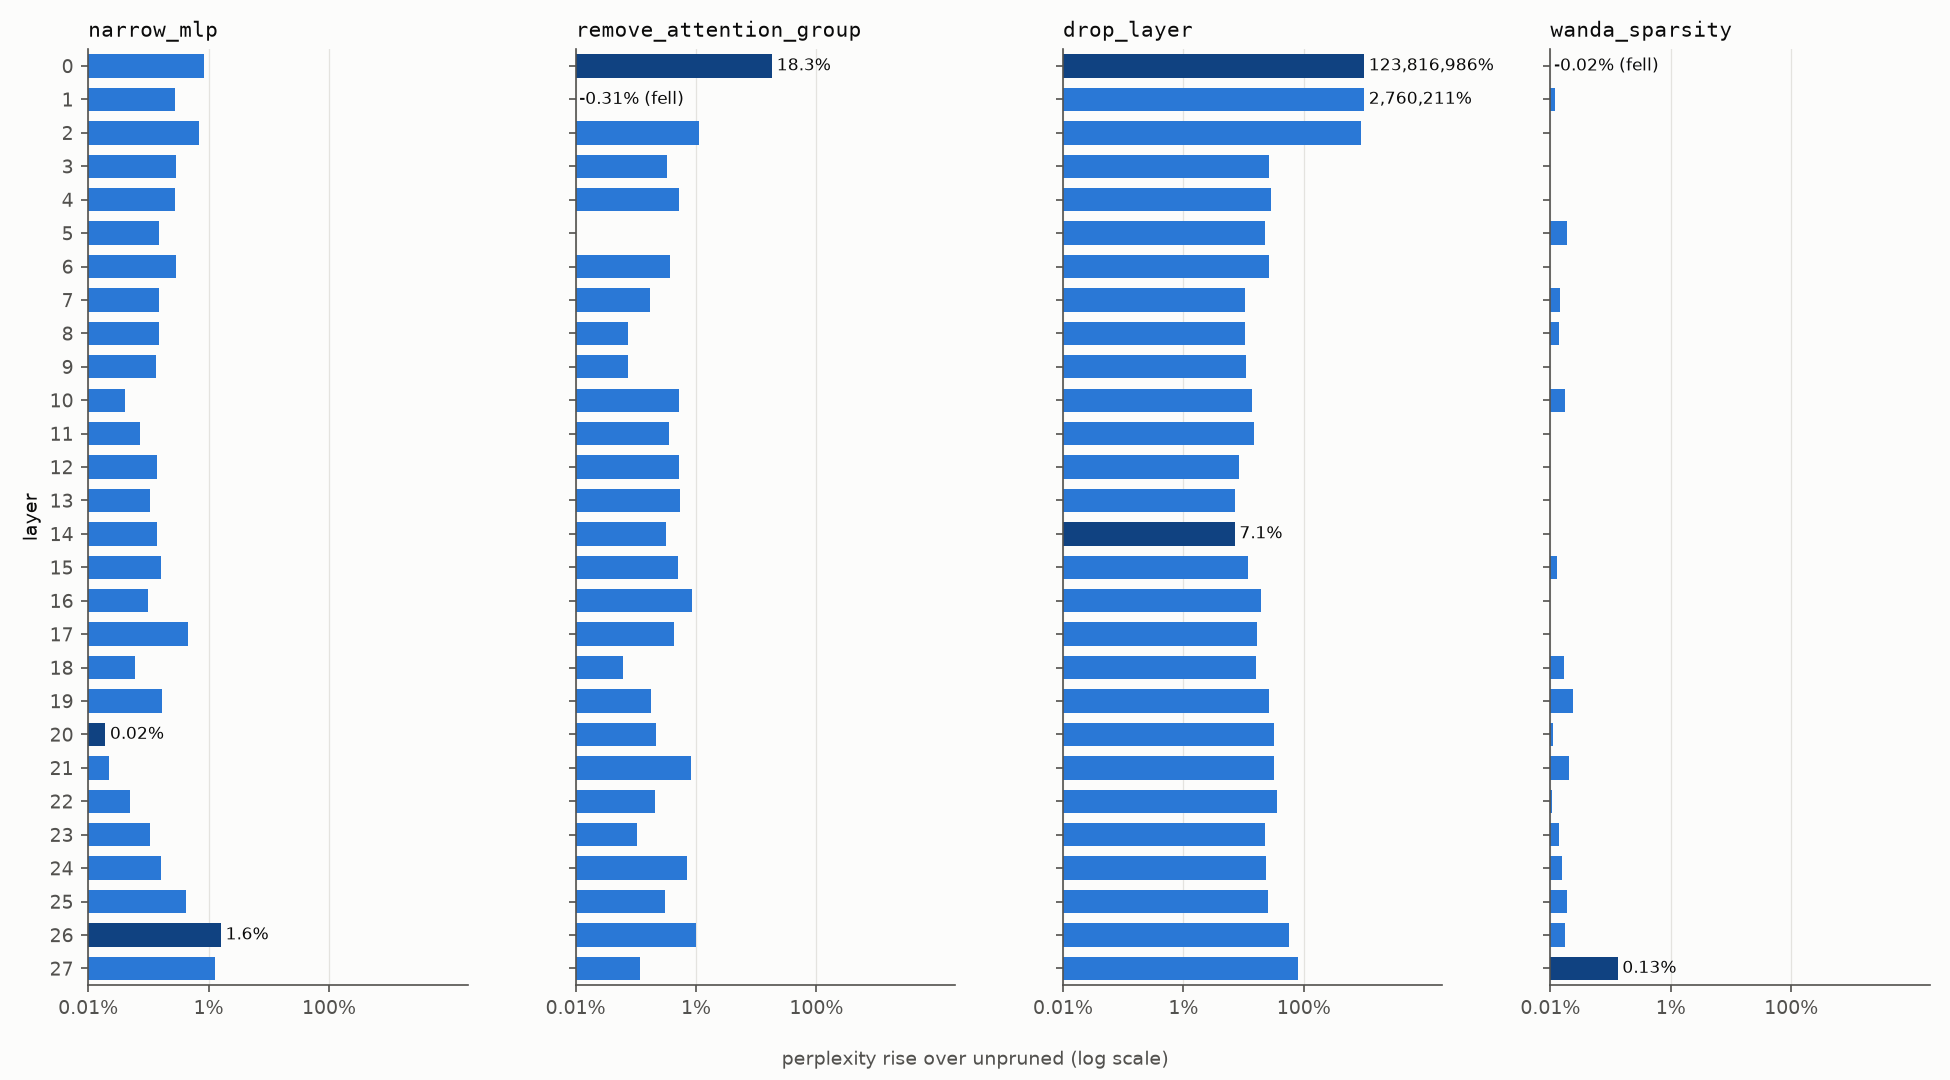 narrow_mlp
remove_attention_group
drop_layer
wanda_sparsity
layer
0
1
2
3
4
5
6
7
8
9
10
11
12
13
14
15
16
17
18
19
20
21
22
23
24
25
26
27
0.02%
1.6%
18.3%
-0.31% (fell)
123,816,986%
2,760,211%
7.1%
-0.02% (fell)
0.13%
0.01% 1% 100%
0.01% 1% 100%
0.01% 1% 100%
0.01% 1% 100%
perplexity rise over unpruned (log scale)